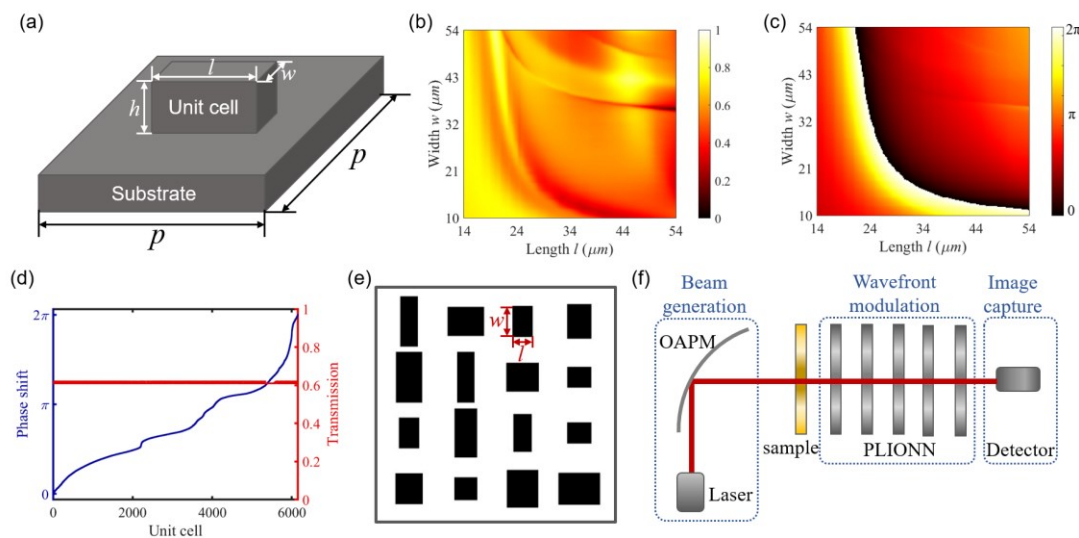 (a)
l
w
h
Unit cell
p
Substrate
p
(b)
54
43
32
21
10
Width w (μm)
14 24 34 44 54
Length l (μm)
1
0.8
0.6
0.4
0.2
0
(c)
54
43
32
21
10
Width w (μm)
14 24 34 44 54
Length l (μm)
2π
π
0
(d)
2π
π
0
Phase shift
1
0.8
0.6
0.4
0.2
0
Transmission
0 2000 4000 6000
Unit cell
(e)
w
l
(f)
Beam
generation
Wavefront
modulation
Image
capture
OAPM
sample
PLIONN
Detector
Laser